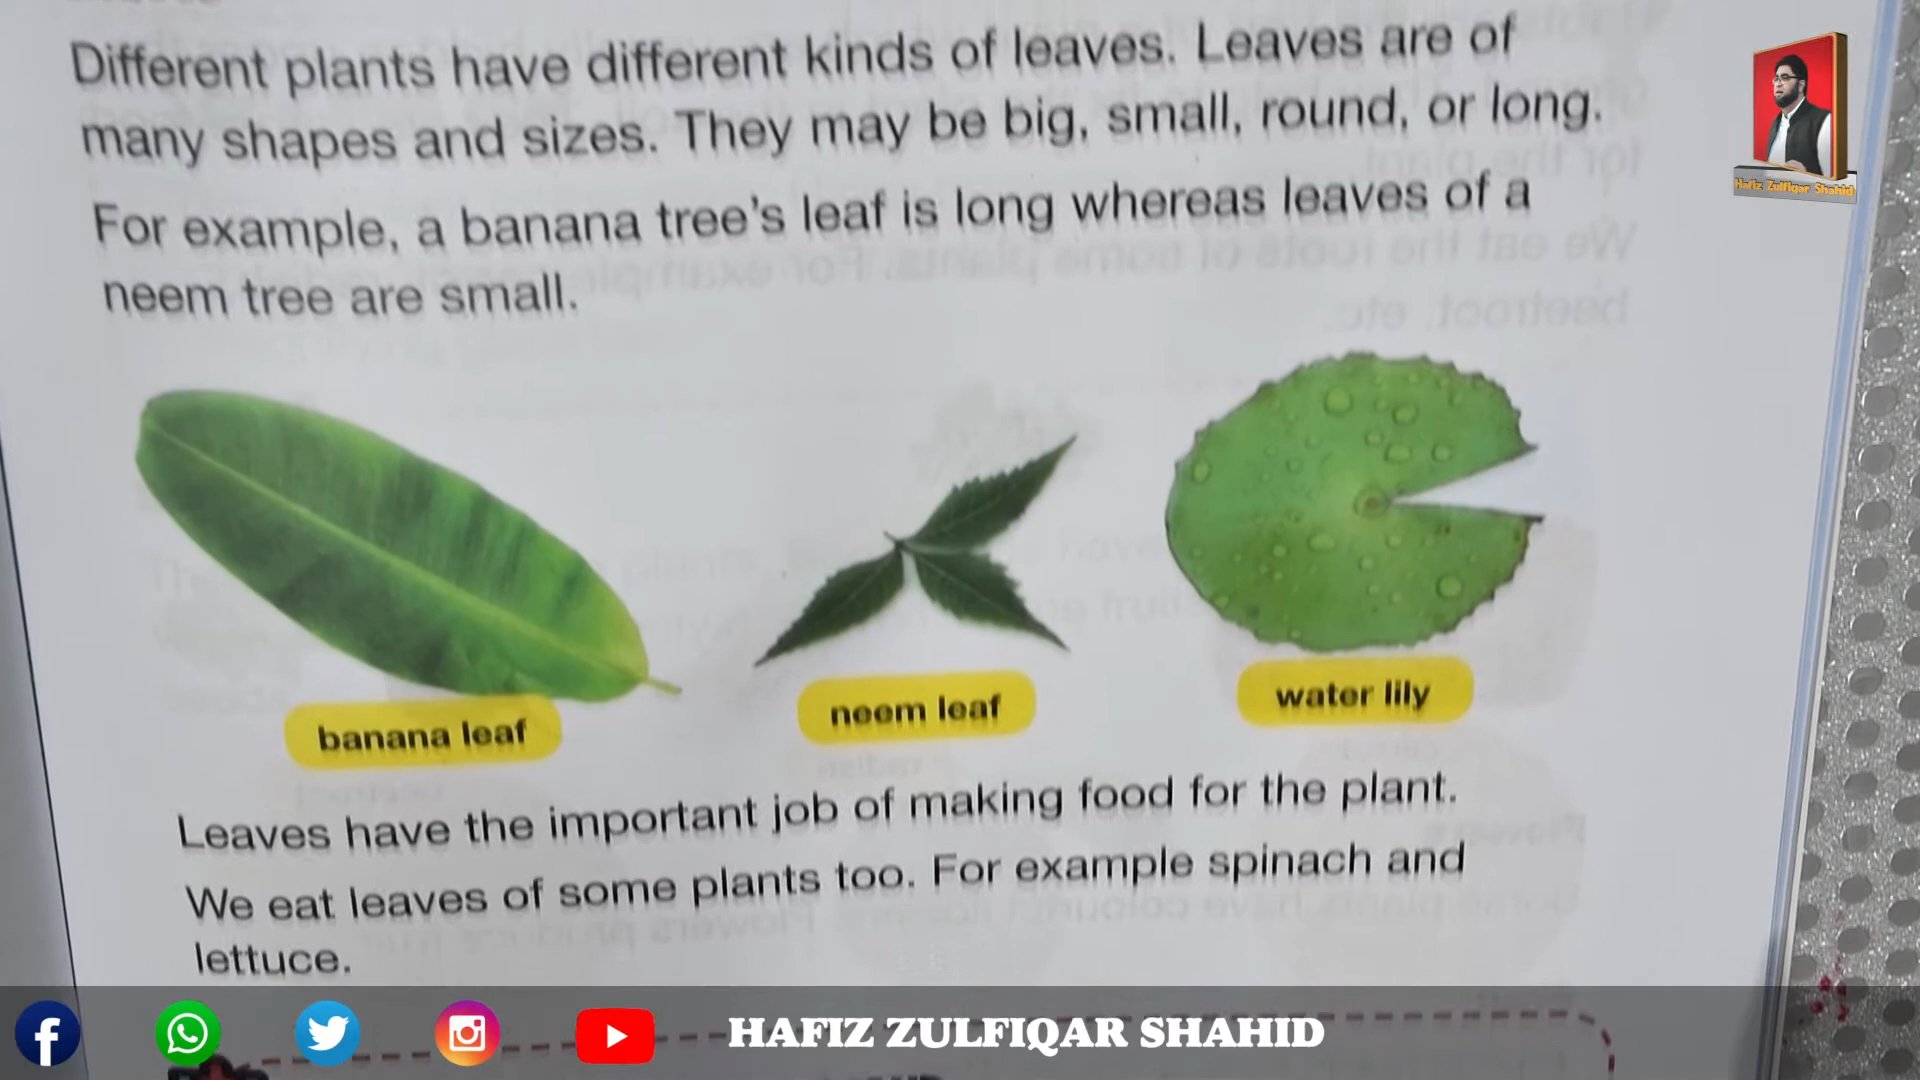 Different plants have different kinds of leaves. Leaves are of
many shapes and sizes. They may be big, small, round, or long.
For example, a banana tree's leaf is long whereas leaves of a
neem tree are small.
banana leaf
neem leaf
water lily
Leaves have the important job of making food for the plant.
We eat leaves of some plants too. For example spinach and
lettuce.
Hafiz Zulfiqar Shahid
HAFIZ ZULFIQAR SHAHID